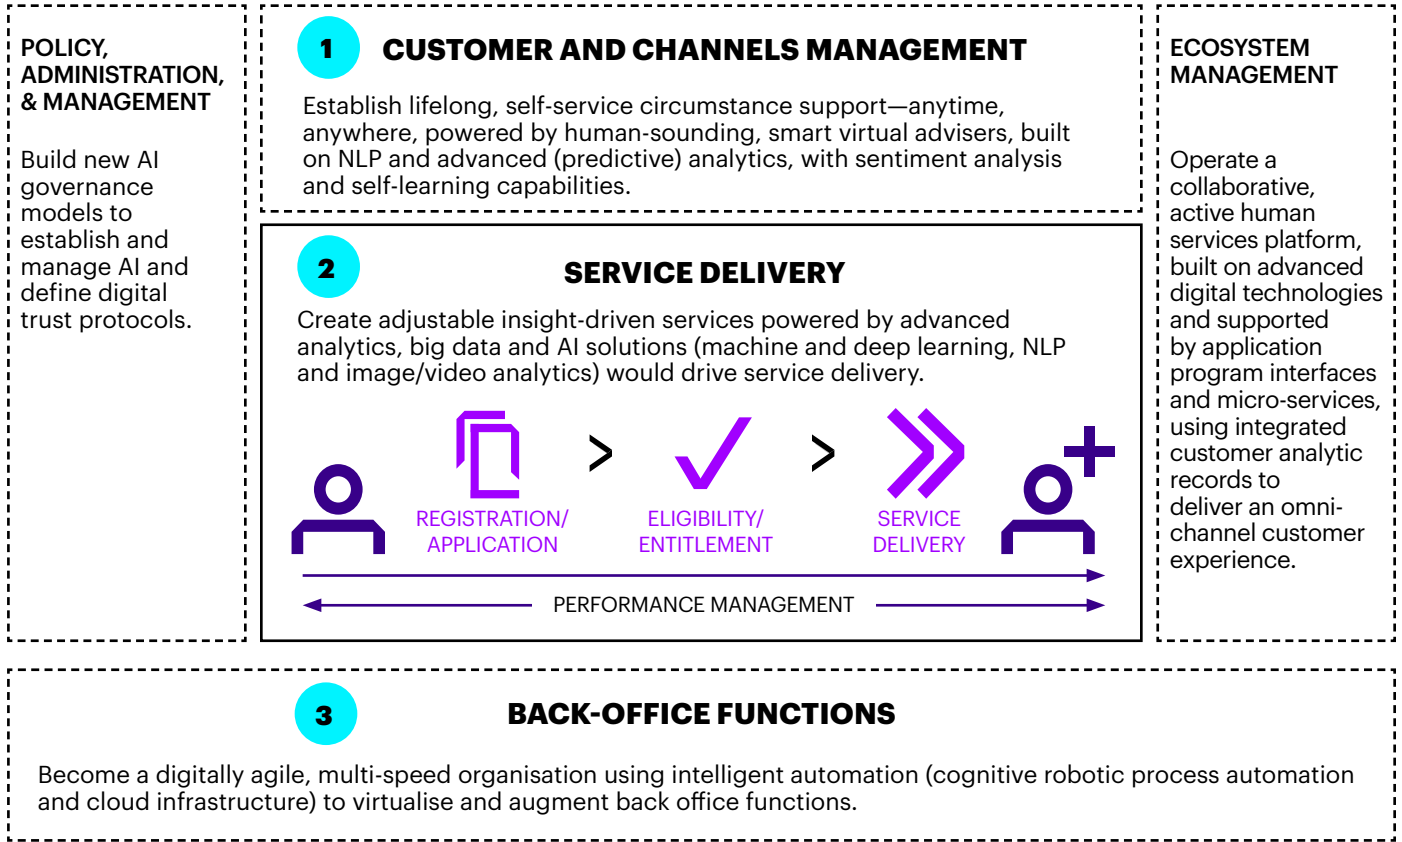 POLICY,
ADMINISTRATION,
& MANAGEMENT
Build new AI
governance
models to
establish and
manage AI and
define digital
trust protocols.
1
CUSTOMER AND CHANNELS MANAGEMENT
Establish lifelong, self-service circumstance support—anytime,
anywhere, powered by human-sounding, smart virtual advisers, built
on NLP and advanced (predictive) analytics, with sentiment analysis
and self-learning capabilities.
2
SERVICE DELIVERY
Create adjustable insight-driven services powered by advanced
analytics, big data and AI solutions (machine and deep learning, NLP
and image/video analytics) would drive service delivery.
REGISTRATION/
APPLICATION
>
ELIGIBILITY/
ENTITLEMENT
>
SERVICE
DELIVERY
PERFORMANCE MANAGEMENT
ECOSYSTEM
MANAGEMENT
Operate a
collaborative,
active human
services platform,
built on advanced
digital technologies
and supported
by application
program interfaces
and micro-services,
using integrated
customer analytic
records to
deliver an omni-
channel customer
experience.
3
BACK-OFFICE FUNCTIONS
Become a digitally agile, multi-speed organisation using intelligent automation (cognitive robotic process automation
and cloud infrastructure) to virtualise and augment back office functions.